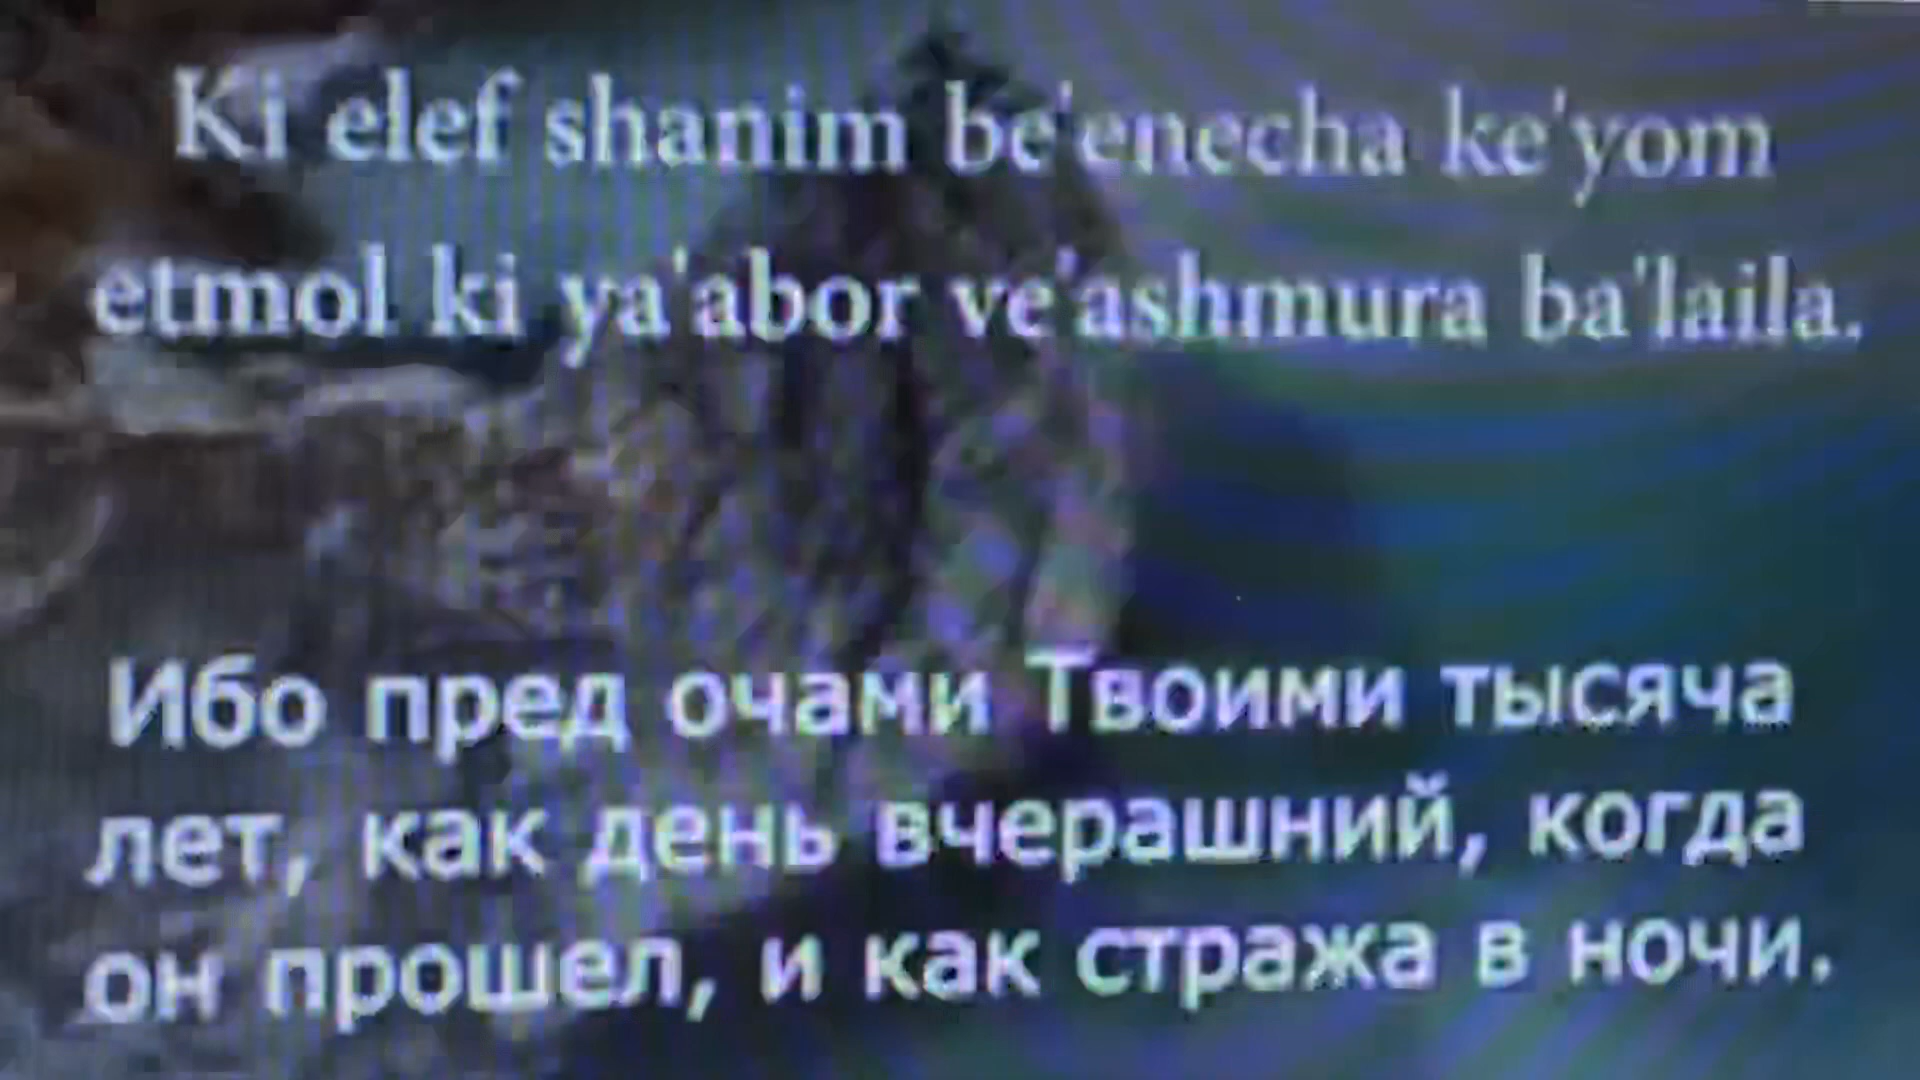 Ki elef shanim be'enecha ke'yom
etmol ki ya'abor ve'ashmura ba'laila.
Ибо пред очами Твоими тысяча
лет, как день вчерашний, когда
он прошел, и как стража в ночи.